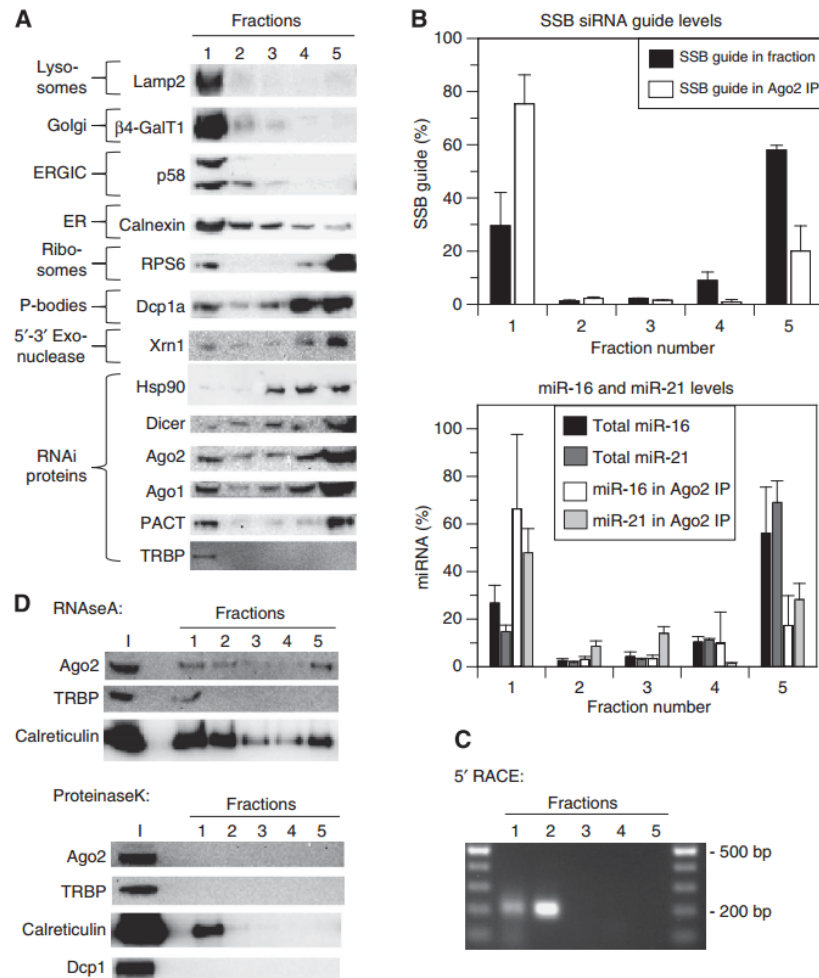 A
Fractions
1 2 3 4 5
Lyso-
somes
Lamp2
Golgi
β4-GalT1
ERGIC
p58
ER
Calnexin
Ribo-
somes
RPS6
P-bodies
Dcp1a
5′-3′ Exo-
nuclease
Xrn1
RNAi
proteins
Hsp90
Dicer
Ago2
Ago1
PACT
TRBP
B
SSB siRNA guide levels
SSB guide in fraction
SSB guide in Ago2 IP
SSB guide (%)
100
80
60
40
20
0
1 2 3 4 5
Fraction number
miR-16 and miR-21 levels
Total miR-16
Total miR-21
miR-16 in Ago2 IP
miR-21 in Ago2 IP
miRNA (%)
100
80
60
40
20
0
1 2 3 4 5
Fraction number
C
5′ RACE:
Fractions
1 2 3 4 5
- 500 bp
- 200 bp
D
RNAseA:
Fractions
I 1 2 3 4 5
Ago2
TRBP
Calreticulin
ProteinaseK:
Fractions
I 1 2 3 4 5
Ago2
TRBP
Calreticulin
Dcp1